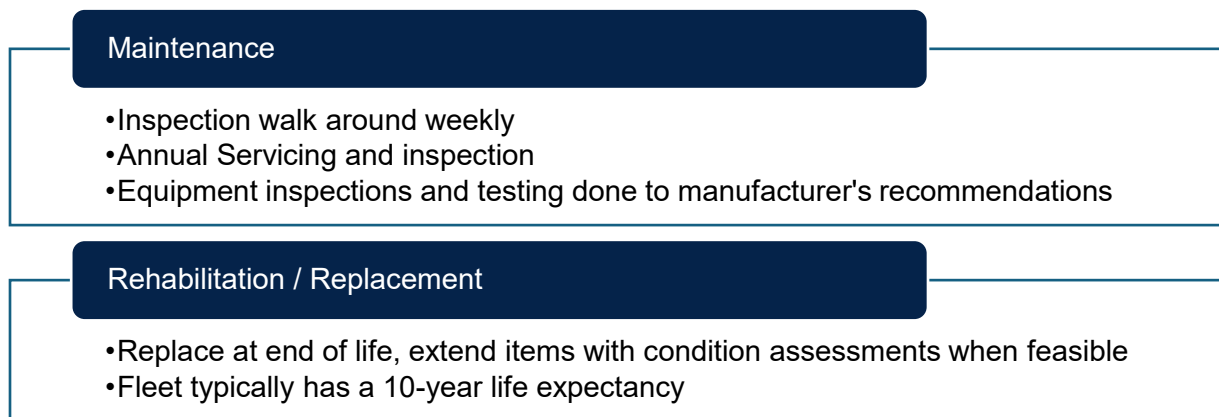 Maintenance
•Inspection walk around weekly
•Annual Servicing and inspection
•Equipment inspections and testing done to manufacturer's recommendations
Rehabilitation / Replacement
•Replace at end of life, extend items with condition assessments when feasible
•Fleet typically has a 10-year life expectancy